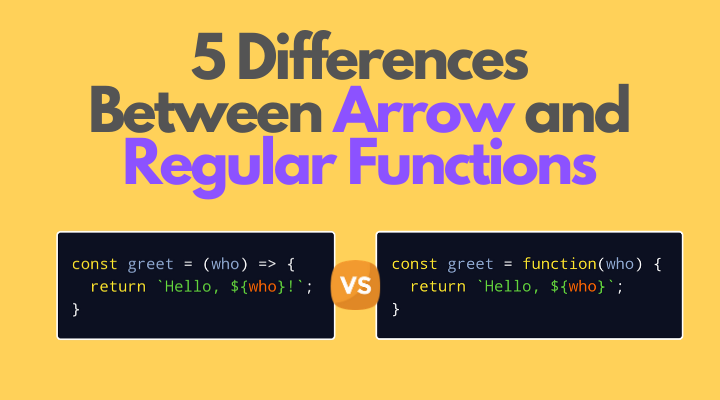 5 Differences
Between Arrow and
Regular Functions
const greet = (who) => {
  return `Hello, ${who}!`;
}
VS
const greet = function(who) {
  return `Hello, ${who}`;
}